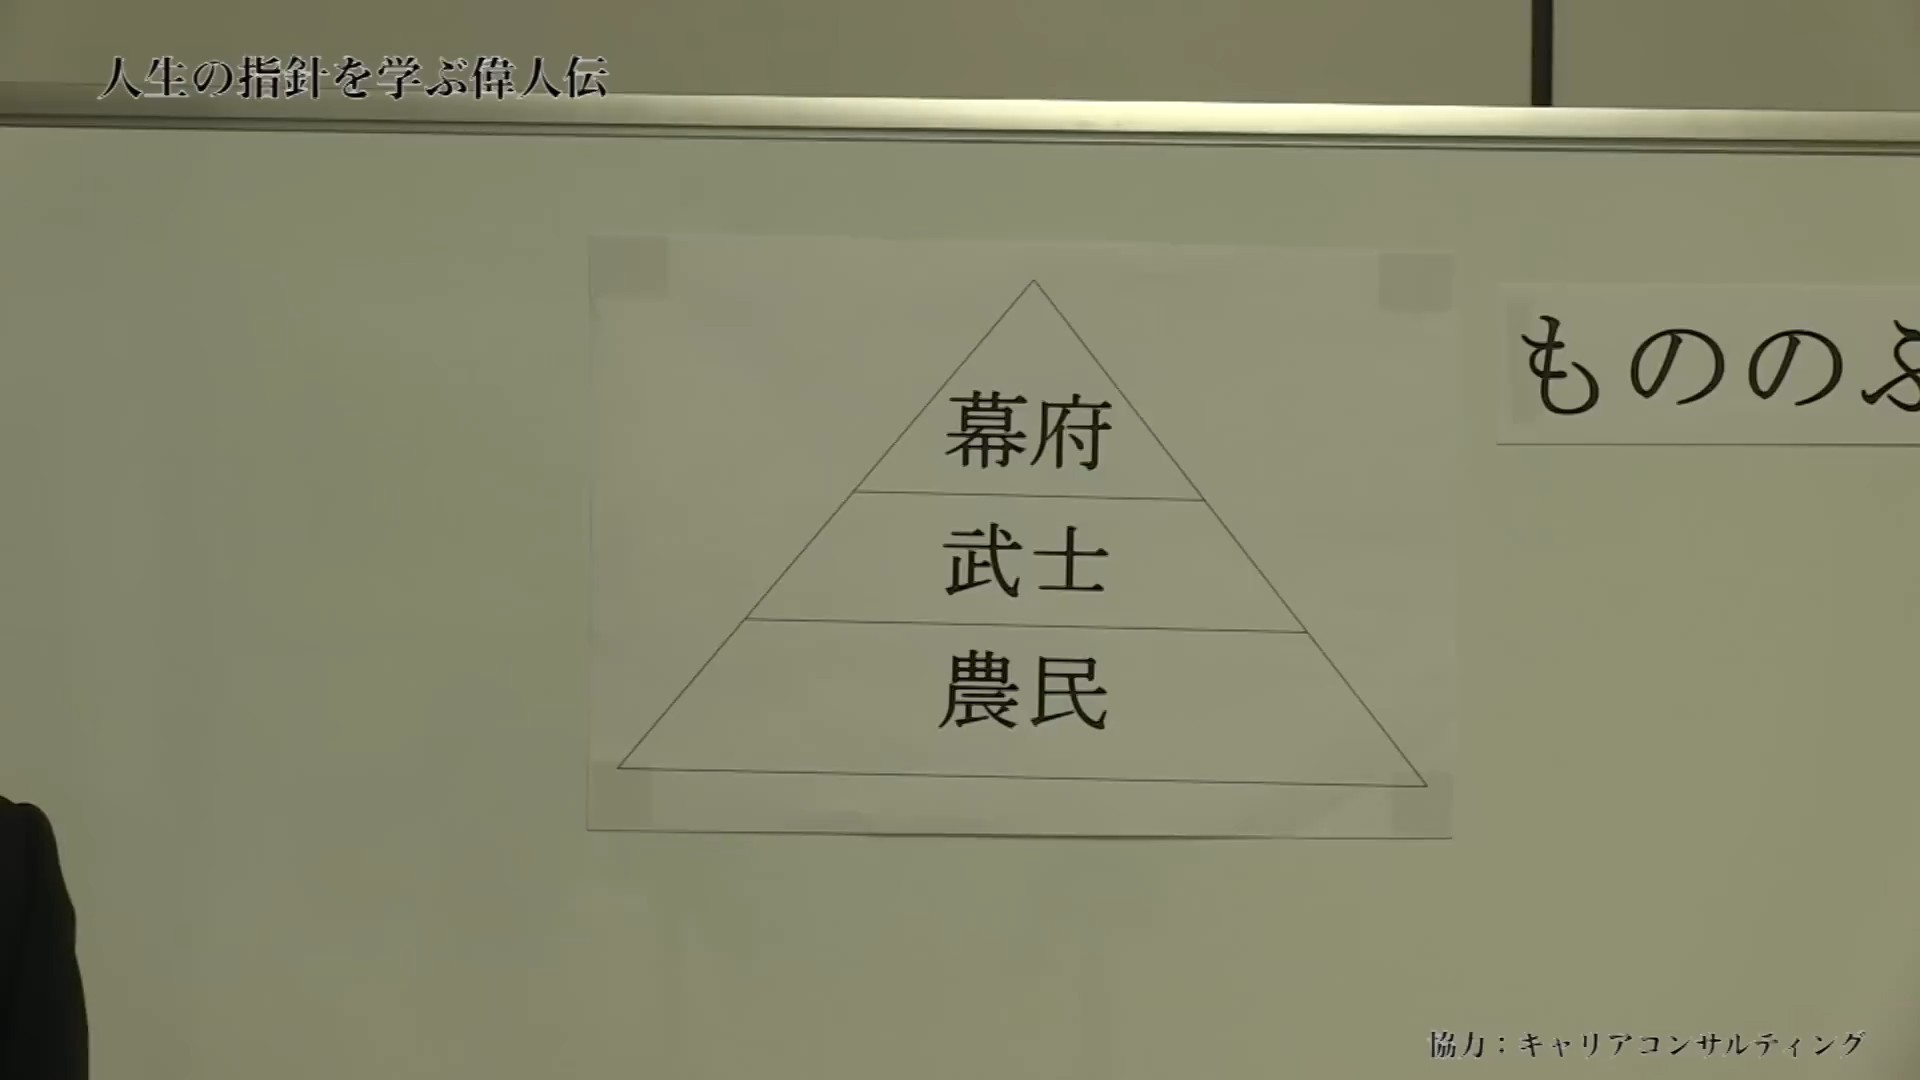 人生の指針を学ぶ偉人伝
幕府
武士
農民
もののふ
協力：キャリアコンサルティング